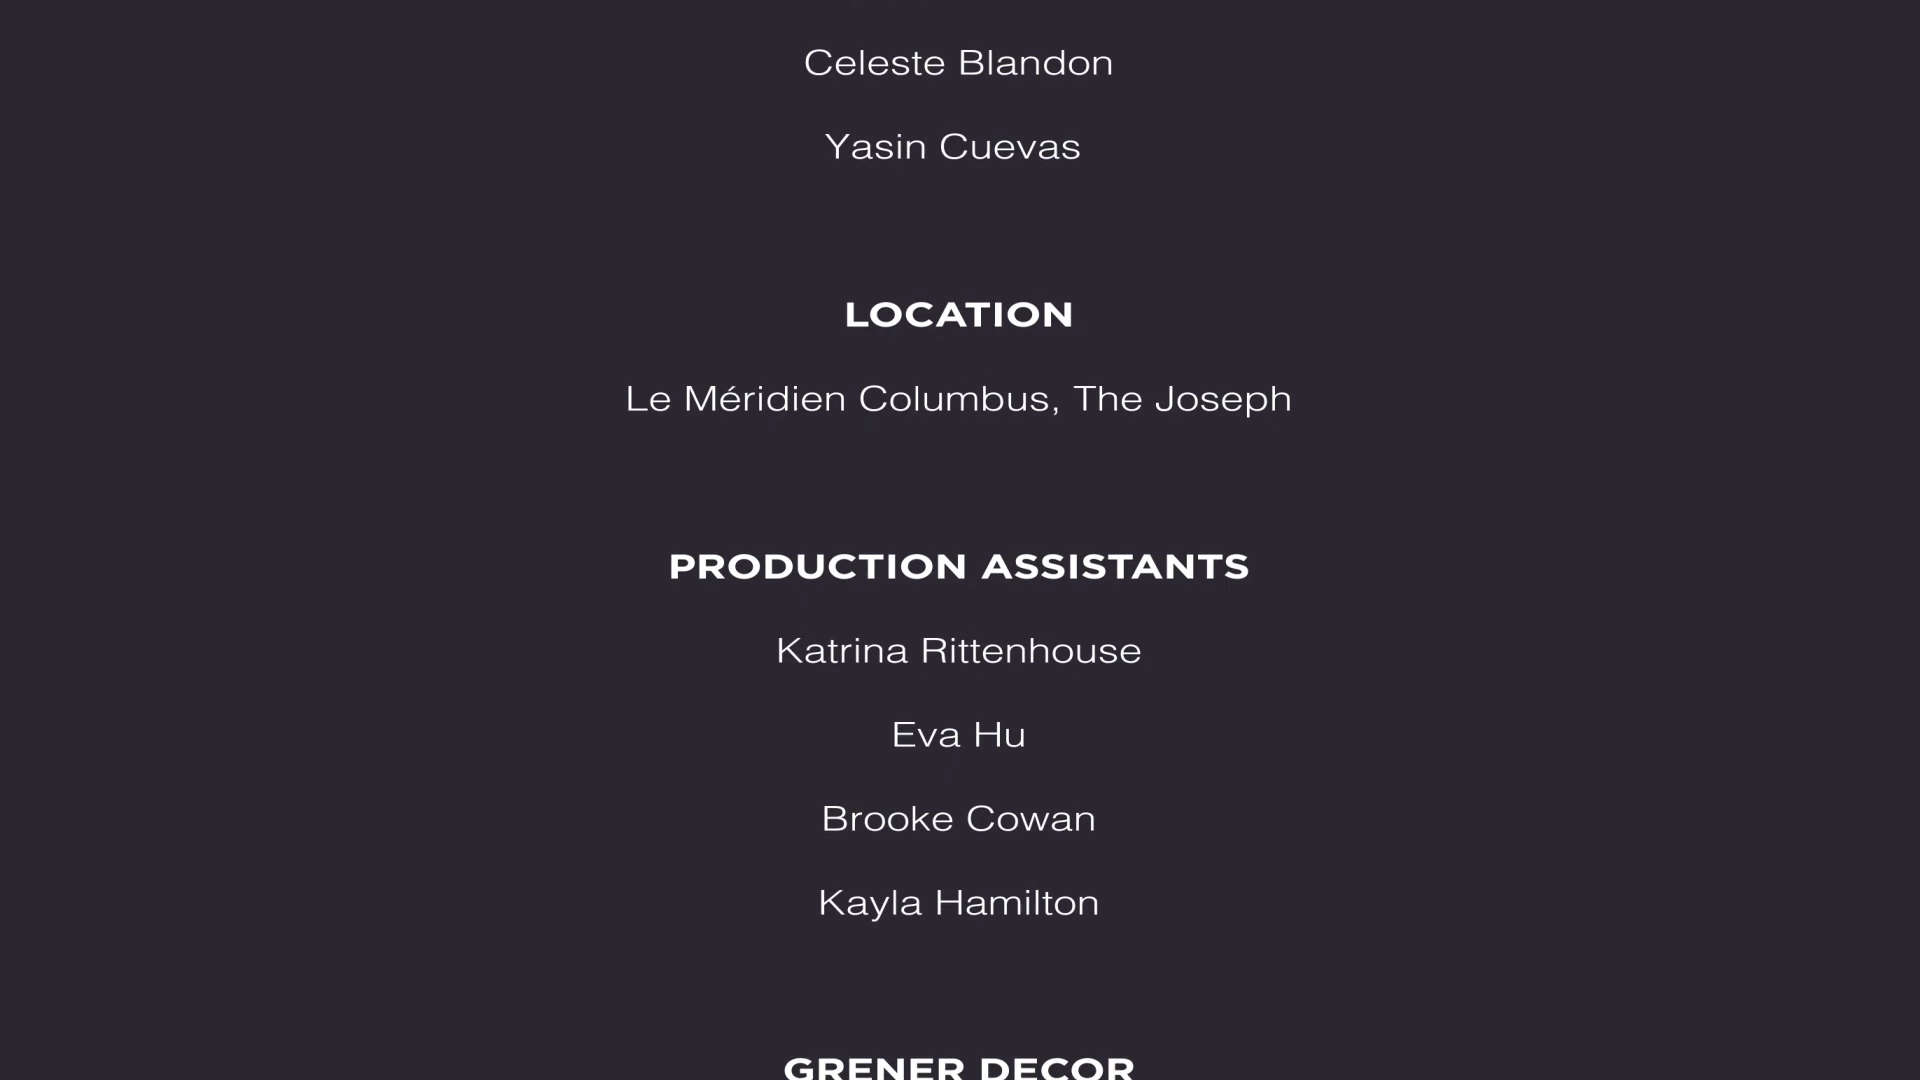 Celeste Blandon
Yasin Cuevas
LOCATION
Le Méridien Columbus, The Joseph
PRODUCTION ASSISTANTS
Katrina Rittenhouse
Eva Hu
Brooke Cowan
Kayla Hamilton
GRENER DECOR